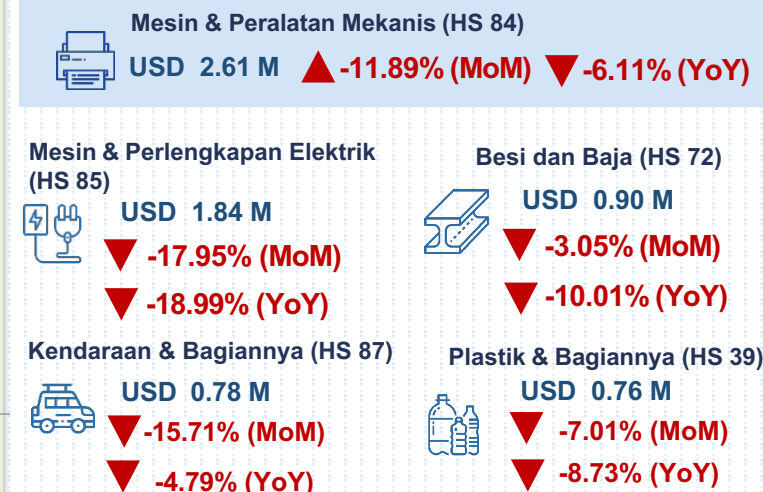 Mesin & Peralatan Mekanis (HS 84)
USD 2.61 M -11.89% (MoM) -6.11% (YoY)
Mesin & Perlengkapan Elektrik
(HS 85)
USD 1.84 M
-17.95% (MoM)
-18.99% (YoY)
Besi dan Baja (HS 72)
USD 0.90 M
-3.05% (MoM)
-10.01% (YoY)
Kendaraan & Bagiannya (HS 87)
USD 0.78 M
-15.71% (MoM)
-4.79% (YoY)
Plastik & Bagiannya (HS 39)
USD 0.76 M
-7.01% (MoM)
-8.73% (YoY)